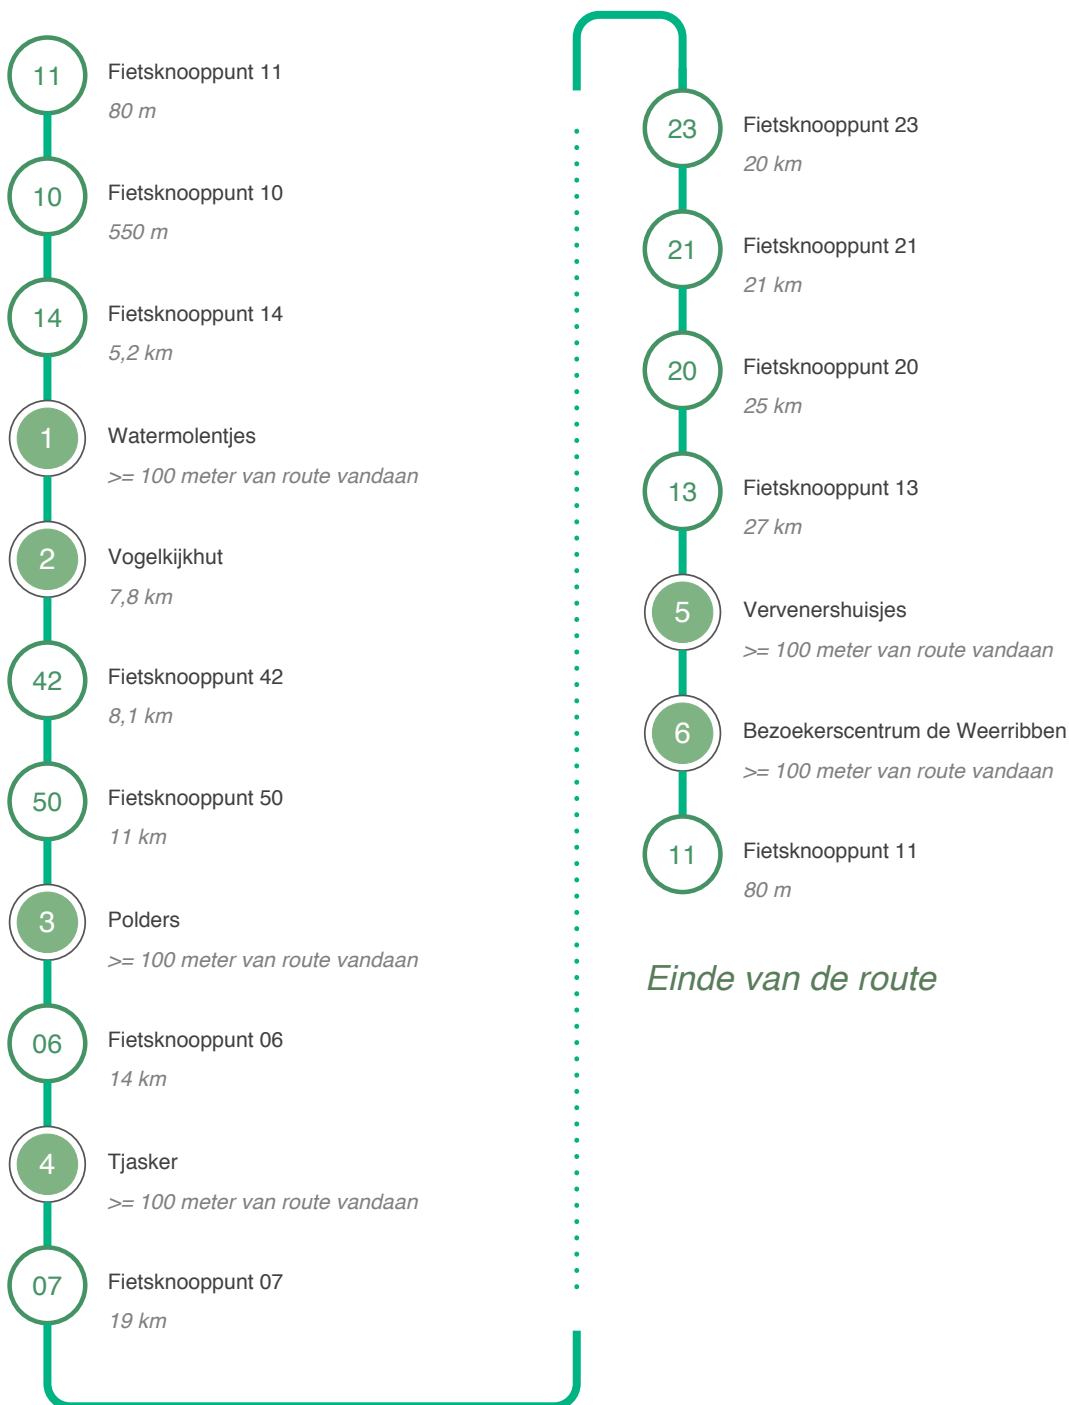 11
Fietsknooppunt 11
80 m
10
Fietsknooppunt 10
550 m
14
Fietsknooppunt 14
5,2 km
1
Watermolentjes
>= 100 meter van route vandaan
2
Vogelkijkhut
7,8 km
42
Fietsknooppunt 42
8,1 km
50
Fietsknooppunt 50
11 km
3
Polders
>= 100 meter van route vandaan
06
Fietsknooppunt 06
14 km
4
Tjasker
>= 100 meter van route vandaan
07
Fietsknooppunt 07
19 km
23
Fietsknooppunt 23
20 km
21
Fietsknooppunt 21
21 km
20
Fietsknooppunt 20
25 km
13
Fietsknooppunt 13
27 km
5
Vervenershuisjes
>= 100 meter van route vandaan
6
Bezoekerscentrum de Weerribben
>= 100 meter van route vandaan
11
Fietsknooppunt 11
80 m
Einde van de route